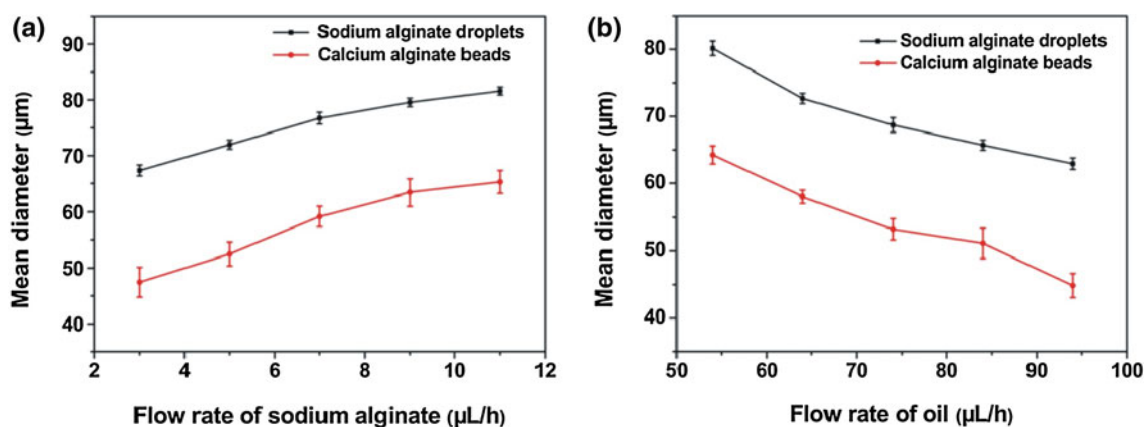 (a)
Sodium alginate droplets
Calcium alginate beads
Mean diameter (µm)
90
80
70
60
50
40
2 4 6 8 10 12
Flow rate of sodium alginate (µL/h)
(b)
Sodium alginate droplets
Calcium alginate beads
Mean diameter (µm)
80
70
60
50
40
50 60 70 80 90 100
Flow rate of oil (µL/h)